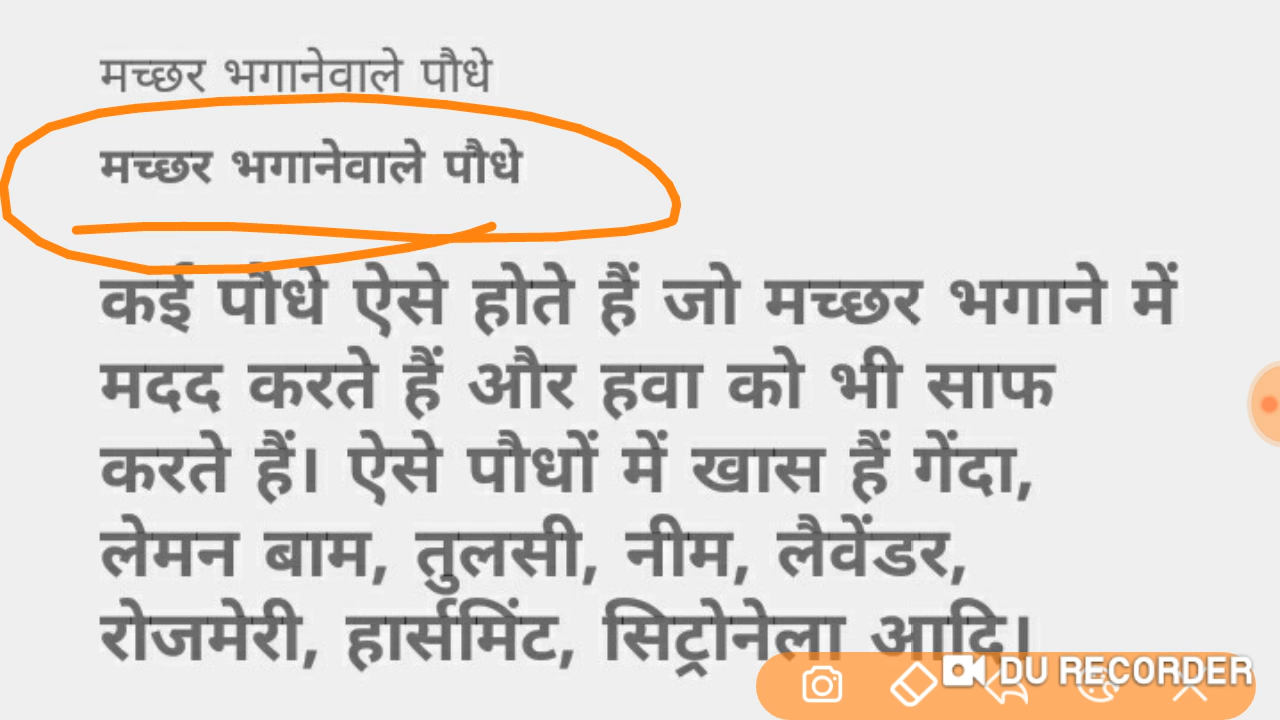 मच्छर भगानेवाले पौधे
मच्छर भगानेवाले पौधे
कई पौधे ऐसे होते हैं जो मच्छर भगाने में
मदद करते हैं और हवा को भी साफ
करते हैं। ऐसे पौधों में खास हैं गेंदा,
लेमन बाम, तुलसी, नीम, लैवेंडर,
रोजमेरी, हार्समिंट, सिट्रोनेला आदि।
DU RECORDER